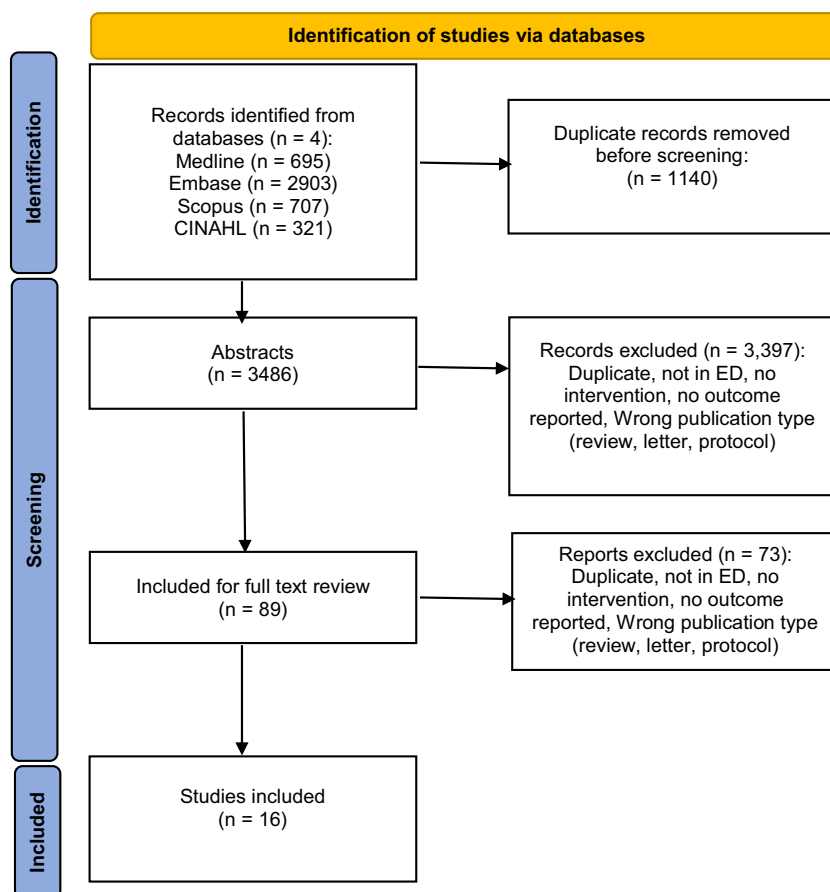 Identification of studies via databases
Identification
Records identified from
databases (n = 4):
Medline = 695)
Embase = 2903)
Scopus = 707)
CINAHL (n = 321)
Duplicate records removed
before screening:
(n = 1140)
Screening
Abstracts
(n = 3486)
Records excluded (n = 3,397):
Duplicate, not in ED, no
intervention, no outcome
reported, Wrong publication type
(review, letter, protocol)
Included for full text review
(n = 89)
Reports excluded (n = 73):
Duplicate, not in ED, no
intervention, no outcome
reported, Wrong publication type
(review, letter, protocol)
Included
Studies included
(n = 16)